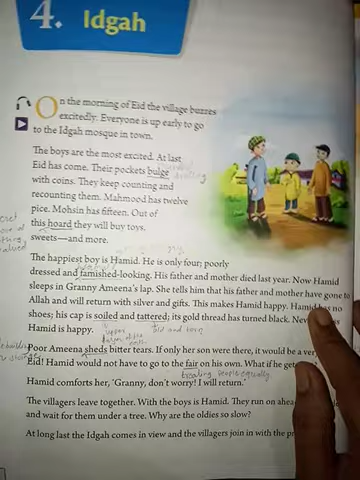 4. Idgah
On the morning of Eid the village buzzes
excitedly. Everyone is up early to go
to the Idgah mosque in town.
The boys are the most excited. At last
Eid has come. Their pockets bulge
with coins. They keep counting and
recounting them. Mahmood has twelve
pice. Mohsin has fifteen. Out of
this hoard they will buy toys,
sweets—and more.
The happiest boy is Hamid. He is only four; poorly
dressed and famished-looking. His father and mother died last year. Now Hamid
sleeps in Granny Ameena's lap. She tells him that his father and mother have gone to
Allah and will return with silver and gifts. This makes Hamid happy. Hamid has no
shoes; his cap is soiled and tattered; its gold thread has turned black.
Hamid is happy.
upper
fold and torn
layer of the
Poor Ameena sheds bitter tears. If only her son were there, it would be a
Eid! Hamid would not have to go to the fair on his own. What if he
treating people equally
Hamid comforts her, 'Granny, don't worry! I will return.'
The villagers leave together. With the boys is Hamid. They run on
and wait for them under a tree. Why are the oldies so slow?
At long last the Idgah comes in view and the villagers join in with the